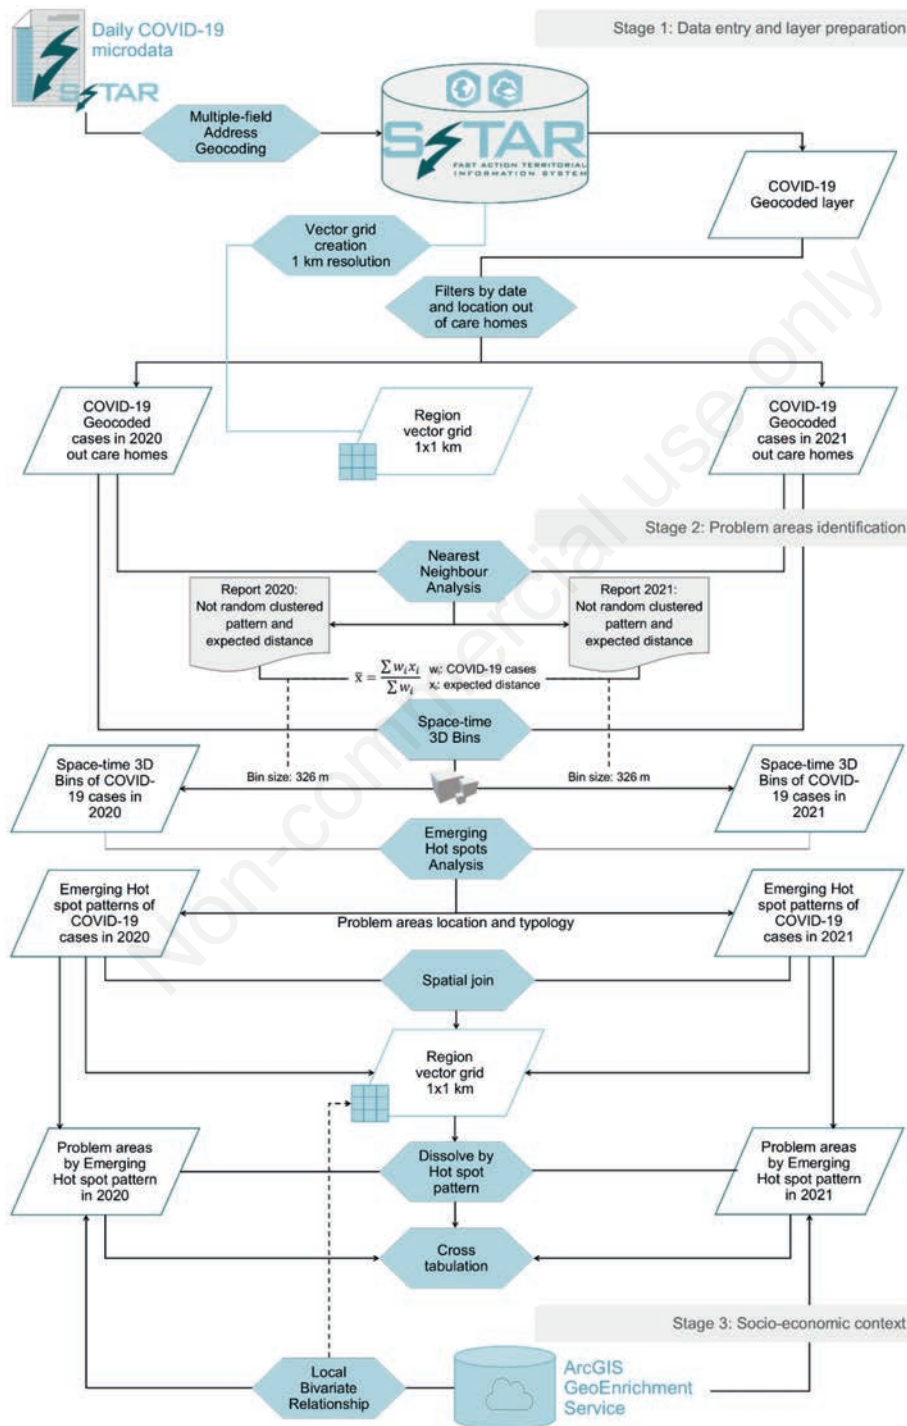 Daily COVID-19
microdata
SSTAR
Stage 1: Data entry and layer preparation
Multiple-field
Address
Geocoding
SSTAR
FAST ACTION TERRITORIAL
INFORMATION SYSTEM
COVID-19
Geocoded layer
Vector grid
creation
1 km resolution
Filters by date
and location out
of care homes
COVID-19
Geocoded
cases in 2020
out care homes
Region
vector grid
1x1 km
COVID-19
Geocoded
cases in 2021
out care homes
Stage 2: Problem areas identification
Nearest
Neighbour
Analysis
Report 2020:
Not random clustered
pattern and
expected distance
Report 2021:
Not random clustered
pattern and
expected distance
x̄ = ∑ wᵢxᵢ / ∑ wᵢ
wᵢ: COVID-19 cases
xᵢ: expected distance
Space-time
3D Bins
Space-time 3D
Bins of COVID-
19 cases in
2020
Bin size: 326 m
Bin size: 326 m
Space-time 3D
Bins of COVID-
19 cases in
2021
Emerging
Hot spots
Analysis
Emerging Hot
spot patterns of
COVID-19
cases in 2020
Problem areas location and typology
Emerging Hot
spot patterns of
COVID-19
cases in 2021
Spatial join
Region
vector grid
1x1 km
Problem areas
by Emerging
Hot spot pattern
in 2020
Dissolve by
Hot spot
pattern
Problem areas
by Emerging
Hot spot pattern
in 2021
Cross
tabulation
Stage 3: Socio-economic context
Local
Bivariate
Relationship
ArcGIS
GeoEnrichment
Service
Non-commercial use only